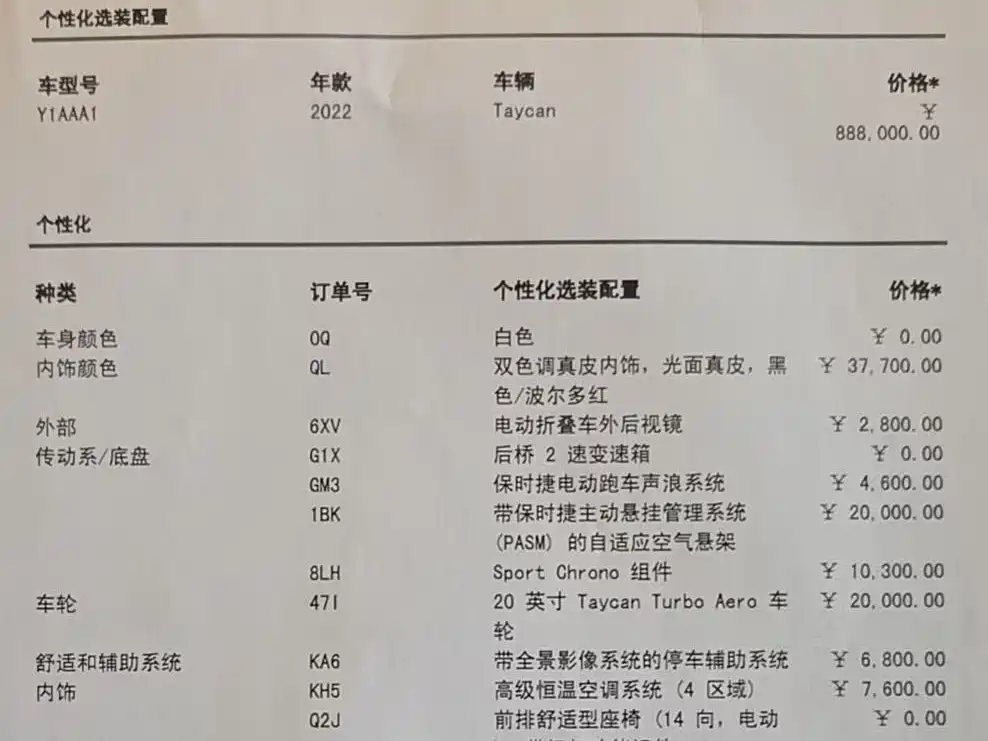 个性化选装配置
车型号 年款 车辆 价格*
Y1AAA1 2022 Taycan ¥
888,000.00
个性化
种类 订单号 个性化选装配置 价格*
车身颜色 0Q 白色 ¥ 0.00
内饰颜色 QL 双色调真皮内饰，光面真皮，黑 ¥ 37,700.00
色/波尔多红
外部 6XV 电动折叠车外后视镜 ¥ 2,800.00
传动系/底盘 G1X 后桥 2 速变速箱 ¥ 0.00
GM3 保时捷电动跑车声浪系统 ¥ 4,600.00
1BK 带保时捷主动悬挂管理系统 ¥ 20,000.00
(PASM) 的自适应空气悬架
8LH Sport Chrono 组件 ¥ 10,300.00
车轮 47I 20 英寸 Taycan Turbo Aero 车 ¥ 20,000.00
轮
舒适和辅助系统 KA6 带全景影像系统的停车辅助系统 ¥ 6,800.00
内饰 KH5 高级恒温空调系统 (4 区域) ¥ 7,600.00
Q2J 前排舒适型座椅 (14 向，电动 ¥ 0.00